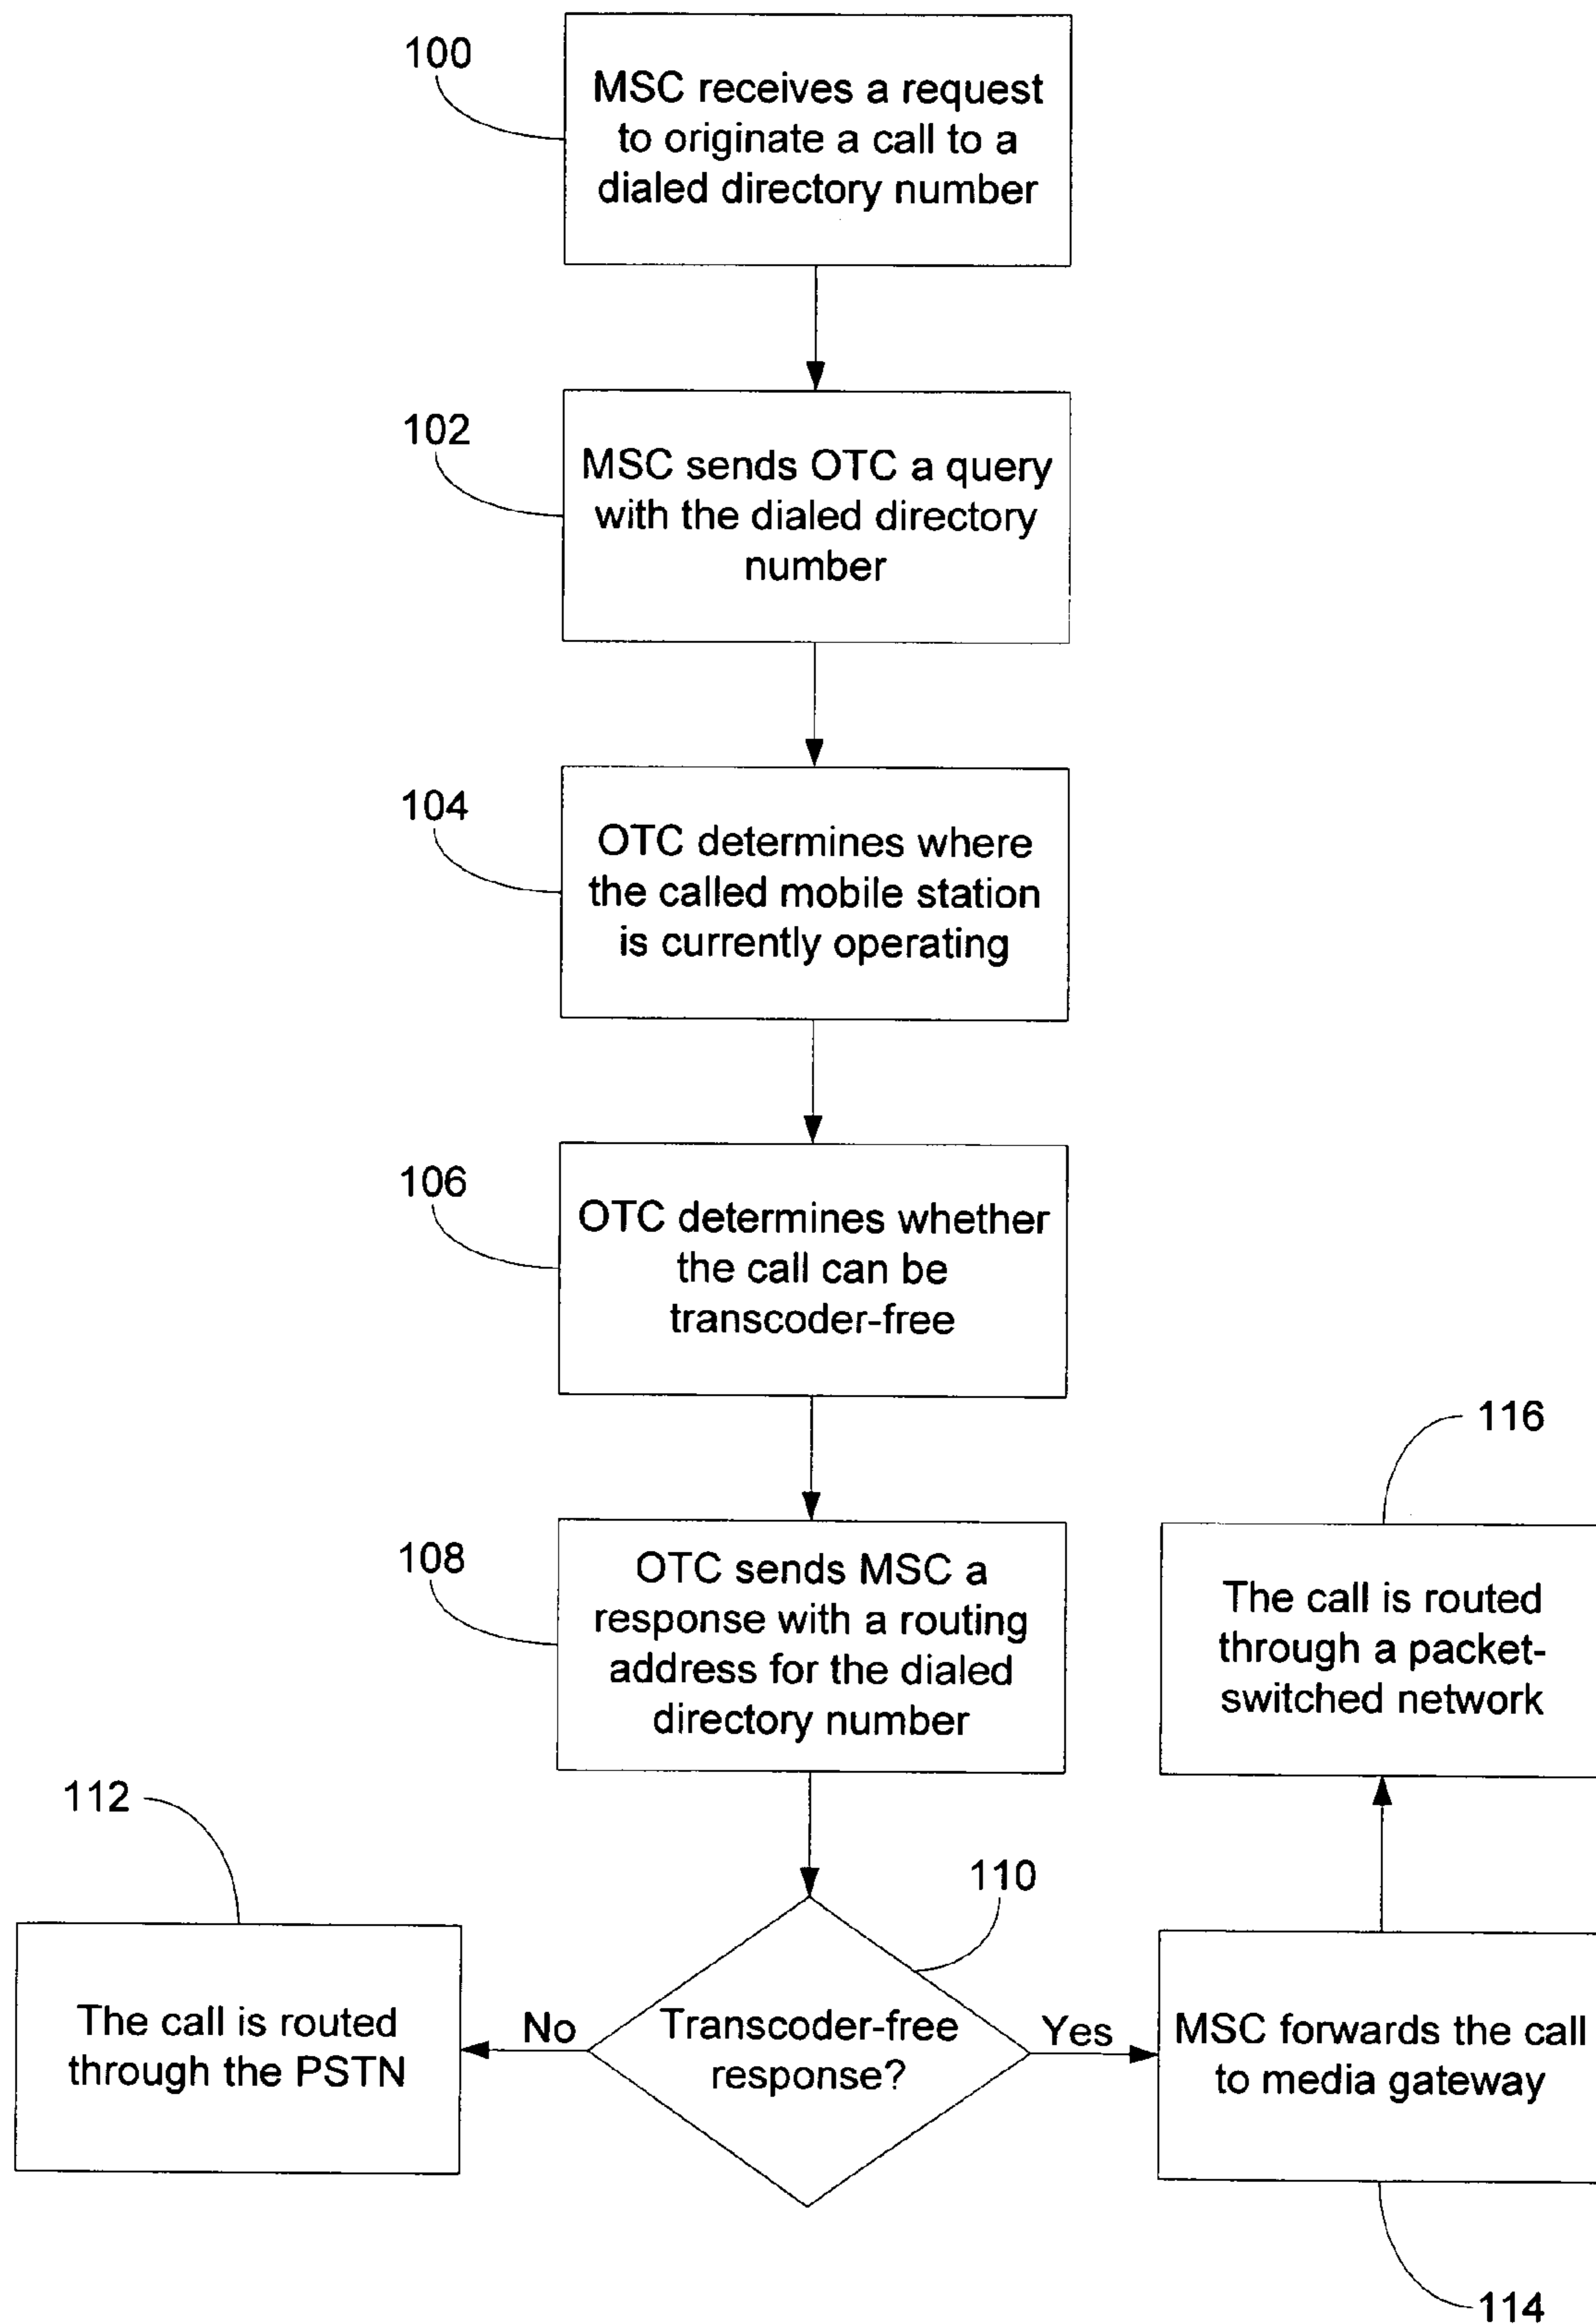 100
MSC receives a request
to originate a call to a
dialed directory number
102
MSC sends OTC a query
with the dialed directory
number
104
OTC determines where
the called mobile station
is currently operating
106
OTC determines whether
the call can be
transcoder-free
108
OTC sends MSC a
response with a routing
address for the dialed
directory number
116
The call is routed
through a packet-
switched network
112
The call is routed
through the PSTN
No
110
Transcoder-free
response?
Yes
MSC forwards the call
to media gateway
114